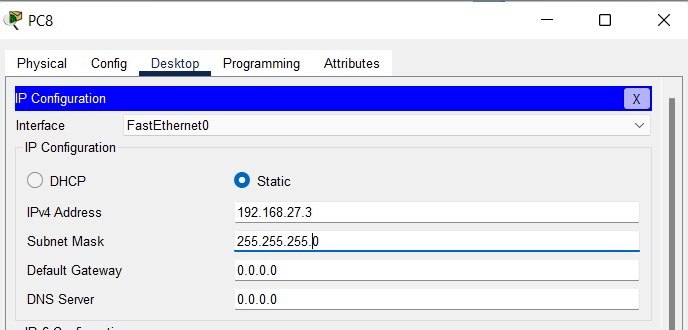 PC8
Physical Config Desktop Programming Attributes
IP Configuration X
Interface FastEthernet0
IP Configuration
DHCP Static
IPv4 Address 192.168.27.3
Subnet Mask 255.255.255.0
Default Gateway 0.0.0.0
DNS Server 0.0.0.0